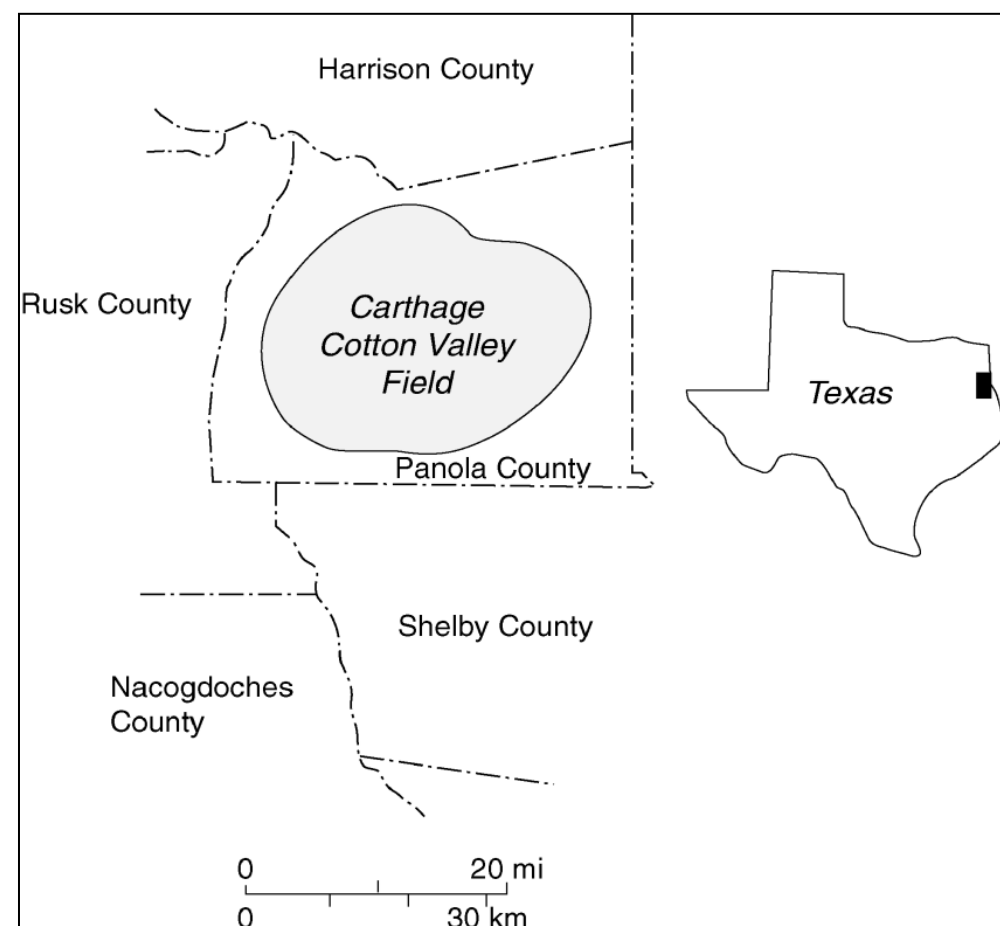 Harrison County
Rusk County
Carthage
Cotton Valley
Field
Texas
Panola County
Shelby County
Nacogdoches
County
0 20 mi
0 30 km